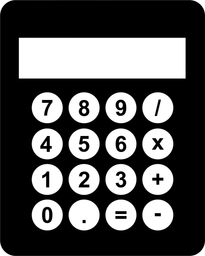 7 8 9 /
4 5 6 x
1 2 3 +
0 . = -